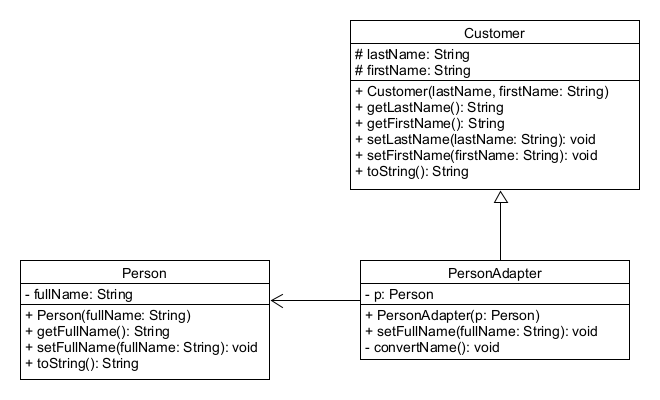 Customer
# lastName: String
# firstName: String
+ Customer(lastName, firstName: String)
+ getLastName(): String
+ getFirstName(): String
+ setLastName(lastName: String): void
+ setFirstName(firstName: String): void
+ toString(): String
Person
- fullName: String
+ Person(fullName: String)
+ getFullName(): String
+ setFullName(fullName: String): void
+ toString(): String
PersonAdapter
- p: Person
+ PersonAdapter(p: Person)
+ setFullName(fullName: String): void
- convertName(): void